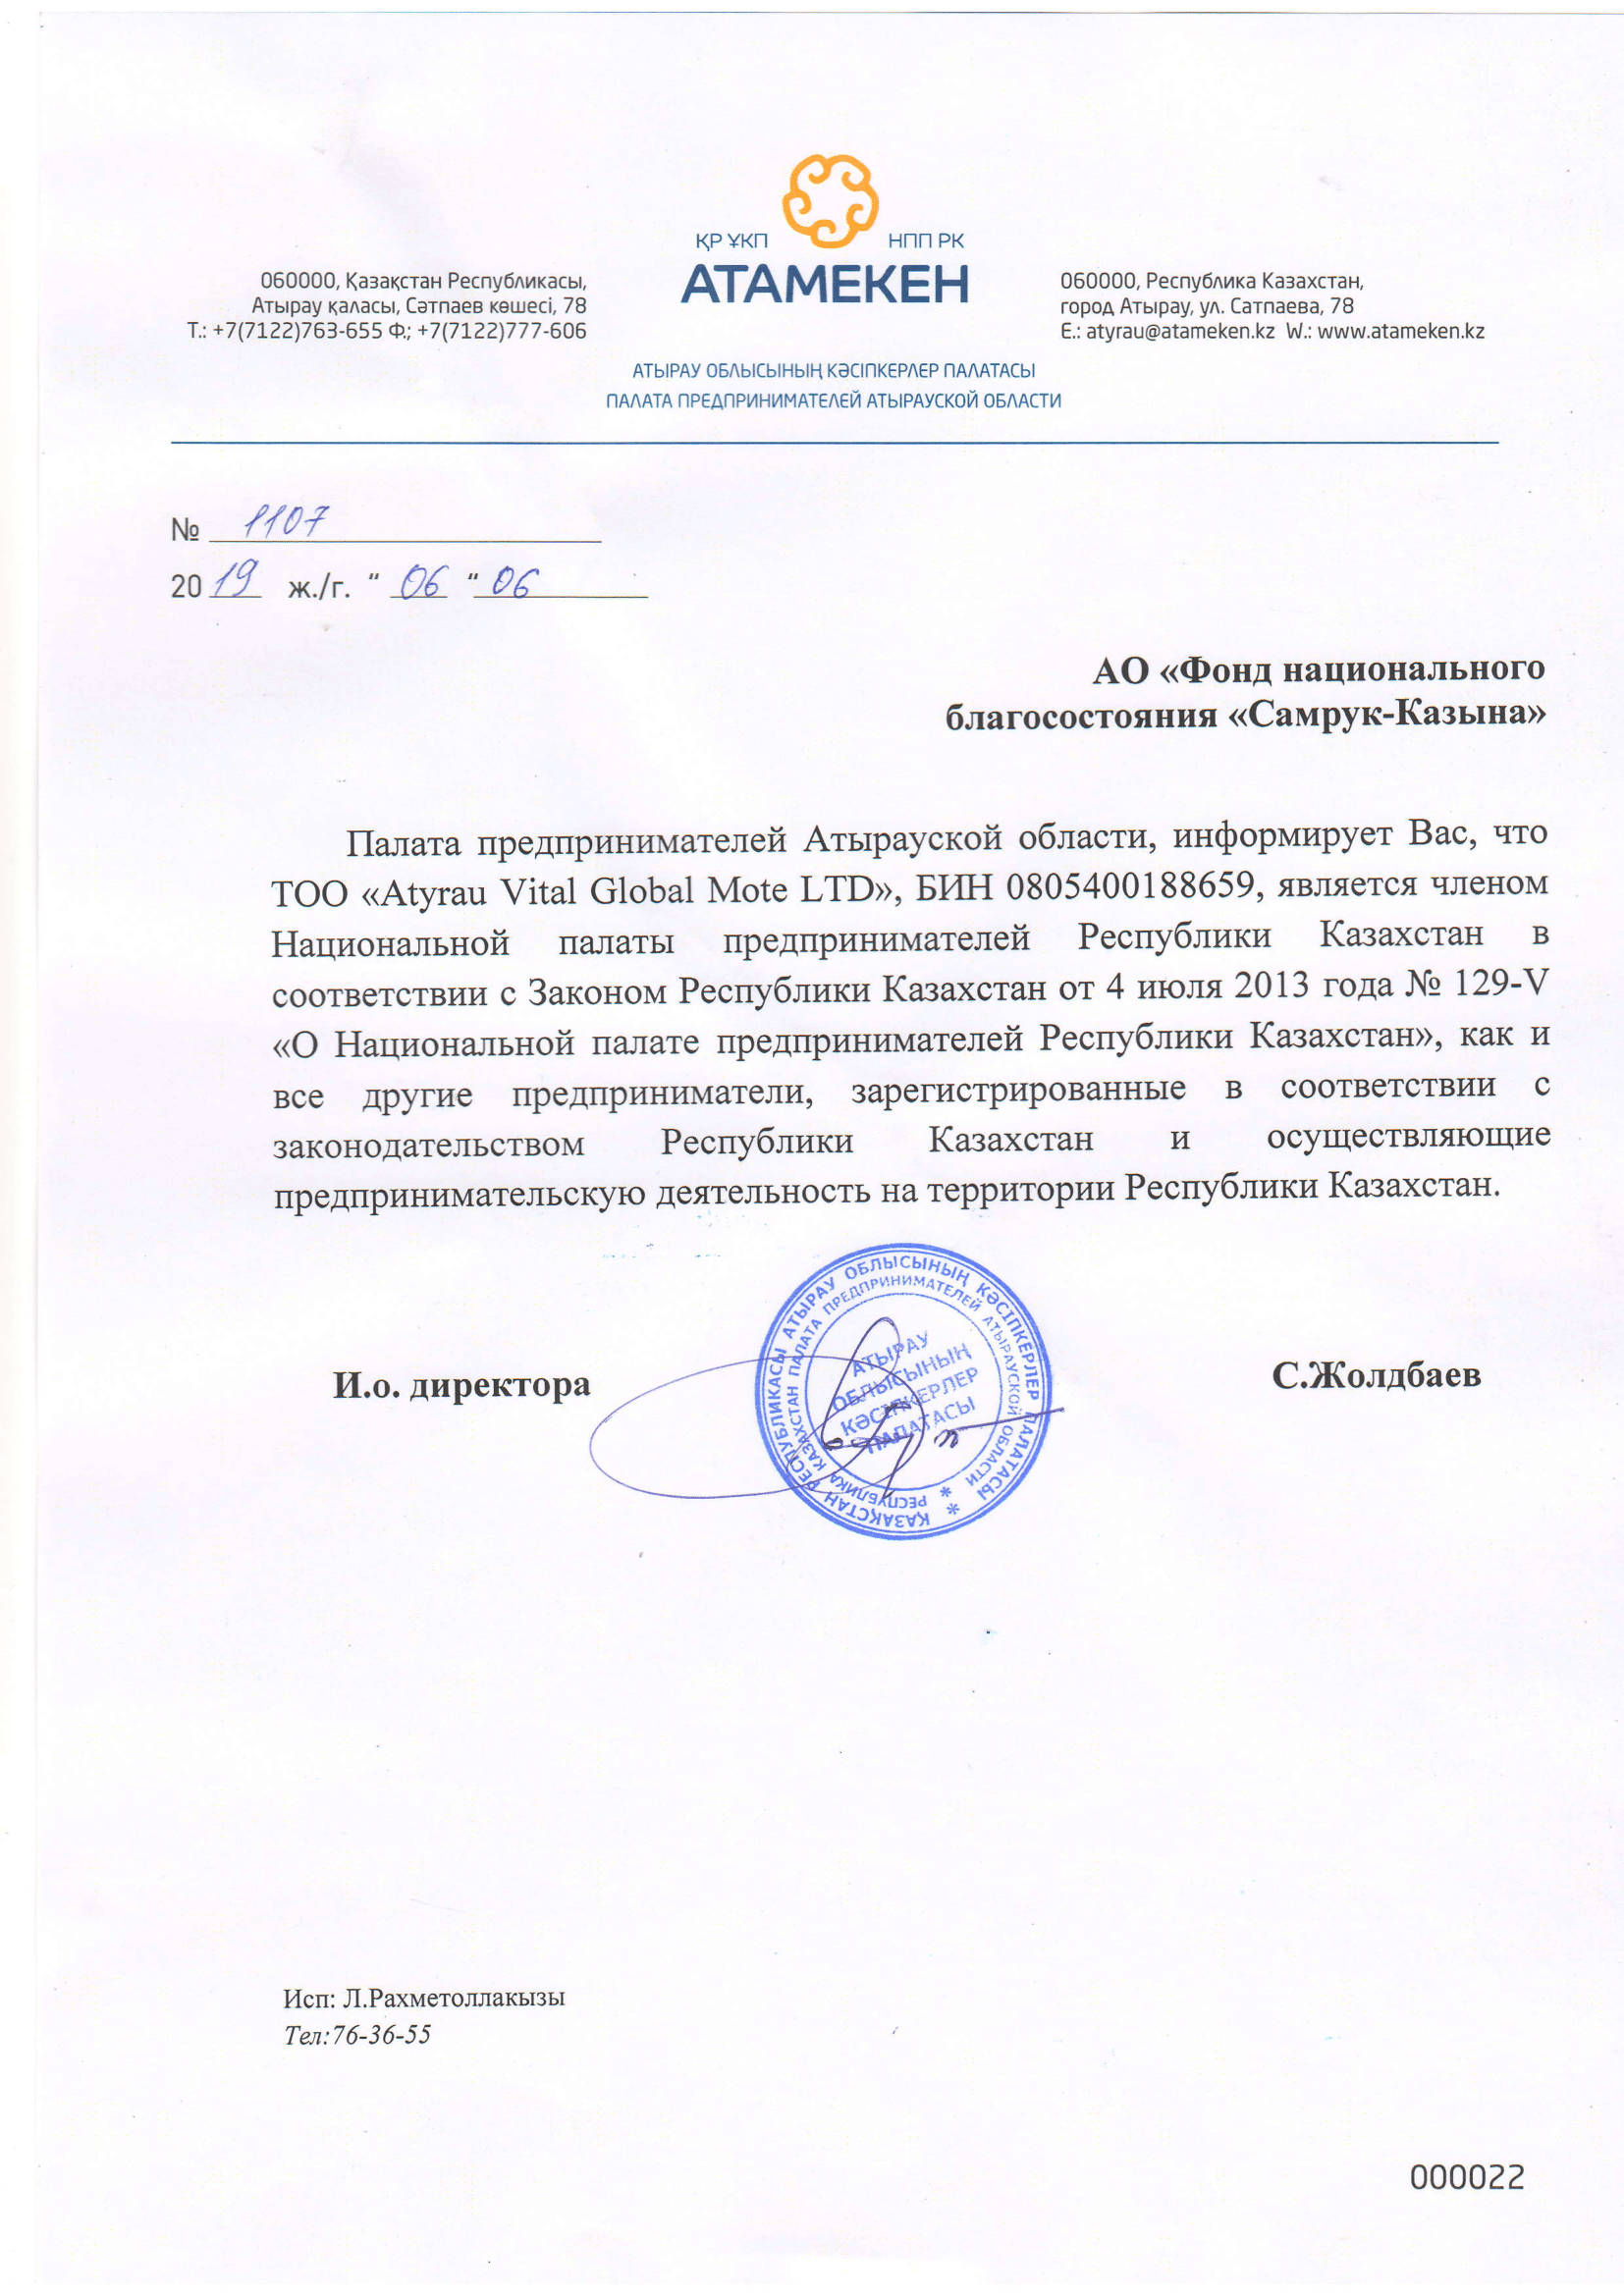 ҚР ҰКП НПП РК
АТАМЕКЕН
060000, Қазақстан Республикасы,
Атырау қаласы, Сәтпаев көшесі, 78
Т.: +7(7122)763-655 Ф.; +7(7122)777-606
060000, Республика Казахстан,
город Атырау, ул. Сатпаева, 78
E.: atyrau@atameken.kz W.: www.atameken.kz
АТЫРАУ ОБЛЫСЫНЫҢ КӘСІПКЕРЛЕР ПАЛАТАСЫ
ПАЛАТА ПРЕДПРИНИМАТЕЛЕЙ АТЫРАУСКОЙ ОБЛАСТИ
№ 1107
2019 ж./г. “ 06 “ 06
АО «Фонд национального
благосостояния «Самрук-Казына»
Палата предпринимателей Атырауской области, информирует Вас, что
ТОО «Atyrau Vital Global Mote LTD», БИН 0805400188659, является членом
Национальной палаты предпринимателей Республики Казахстан в
соответствии с Законом Республики Казахстан от 4 июля 2013 года № 129-V
«О Национальной палате предпринимателей Республики Казахстан», как и
все другие предприниматели, зарегистрированные в соответствии с
законодательством Республики Казахстан и осуществляющие
предпринимательскую деятельность на территории Республики Казахстан.
И.о. директора
С.Жолдбаев
ҚАЗАҚСТАН РЕСПУБЛИКАСЫ АТЫРАУ ОБЛЫСЫНЫҢ КӘСІПКЕРЛЕР ПАЛАТАСЫ *
РЕСПУБЛИКА КАЗАХСТАН ПАЛАТА ПРЕДПРИНИМАТЕЛЕЙ АТЫРАУСКОЙ ОБЛАСТИ *
АТЫРАУ
ОБЛЫСЫНЫҢ
КӘСІПКЕРЛЕР
ПАЛАТАСЫ
Исп: Л.Рахметоллакызы
Тел:76-36-55
000022